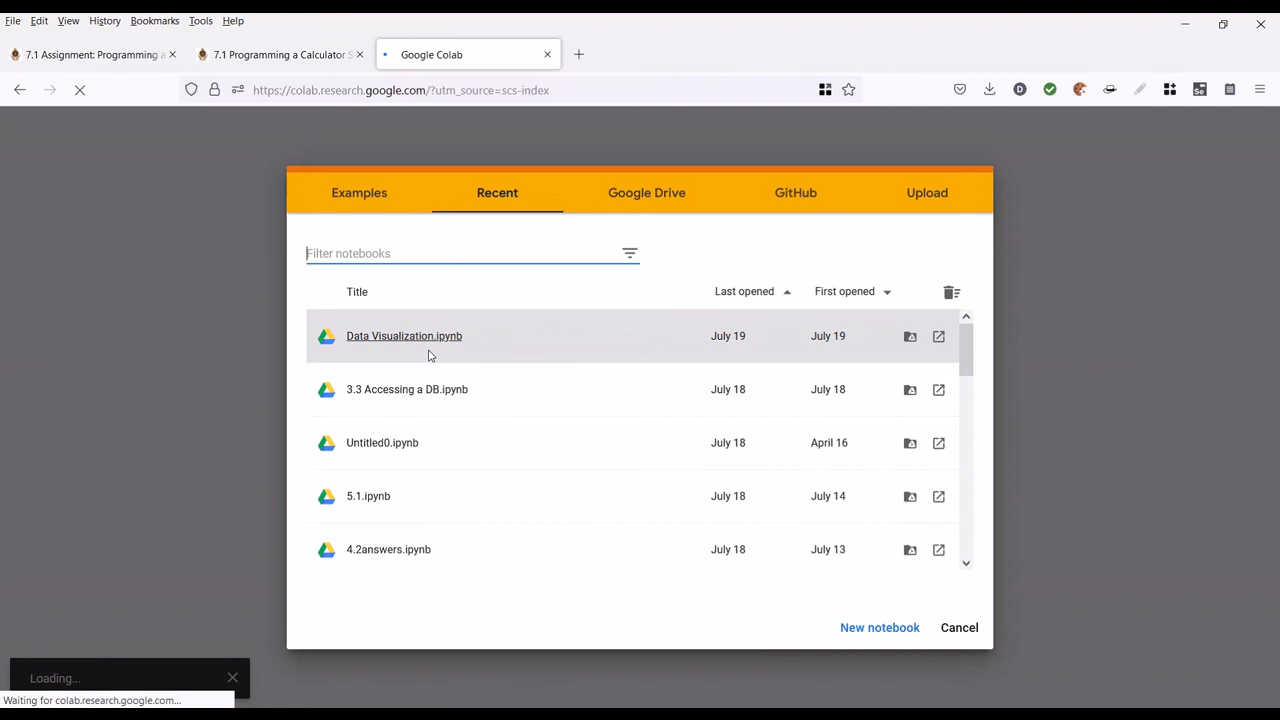 File Edit View History Bookmarks Tools Help
7.1 Assignment: Programming a
7.1 Programming a Calculator S
Google Colab
https://colab.research.google.com/?utm_source=scs-index
Examples Recent Google Drive GitHub Upload
Filter notebooks
Title Last opened First opened
Data Visualization.ipynb July 19 July 19
3.3 Accessing a DB.ipynb July 18 July 18
Untitled0.ipynb July 18 April 16
5.1.ipynb July 18 July 14
4.2answers.ipynb July 18 July 13
New notebook Cancel
Loading...
Waiting for colab.research.google.com...